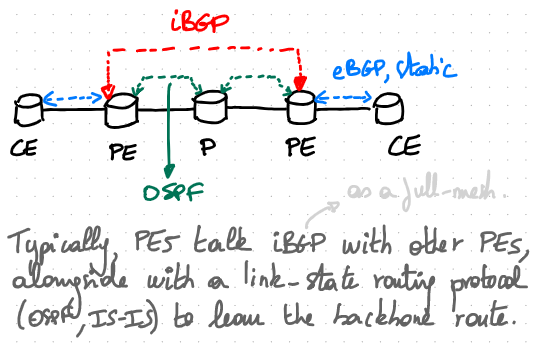 iBGP
eBGP, static
CE PE P PE CE
OSPF
as a full-mesh.
Typically, PEs talk iBGP with other PEs,
alongside with a link-state routing protocol
(OSPF, IS-IS) to learn the backbone route.